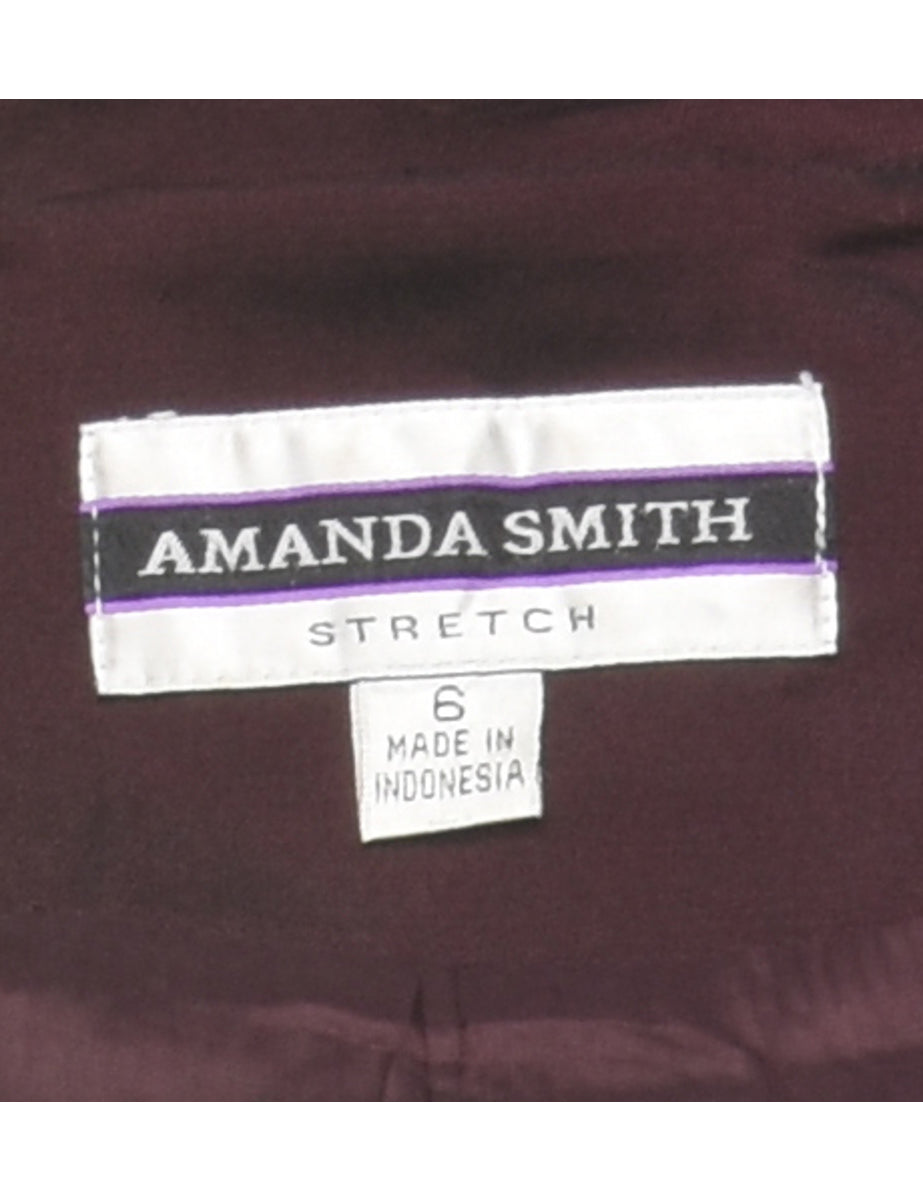 AMANDA SMITH
STRETCH
6
MADE IN
INDONESIA